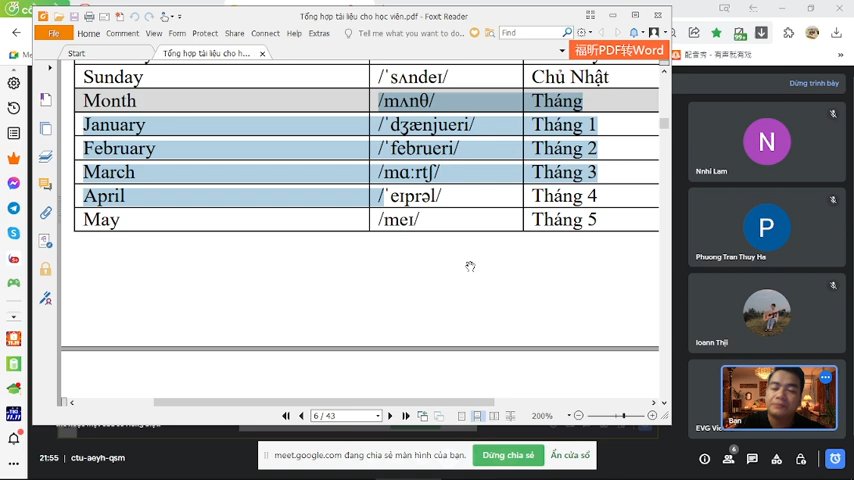 Tổng hợp tài liệu cho học viên.pdf - Foxit Reader
File Home Comment View Form Protect Share Connect Help Extras Tell me what you want to do.. Find
Start Tổng hợp tài liệu cho h... 福昕PDF转Word
Sunday /ˈsʌndeɪ/ Chủ Nhật
Month /mʌnθ/ Tháng
January /ˈdʒænjueri/ Tháng 1
February /ˈfebrueri/ Tháng 2
March /mɑːrtʃ/ Tháng 3
April /ˈeɪprəl/ Tháng 4
May /meɪ/ Tháng 5
6 / 43 200%
Dừng trình bày
N
Nnhi Lam
P
Phuong Tran Thuy Ha
Ioann Thội
Bạn
meet.google.com đang chia sẻ màn hình của bạn. Dừng chia sẻ Ẩn cửa sổ
21:55 ctu-aeyh-qsm
6